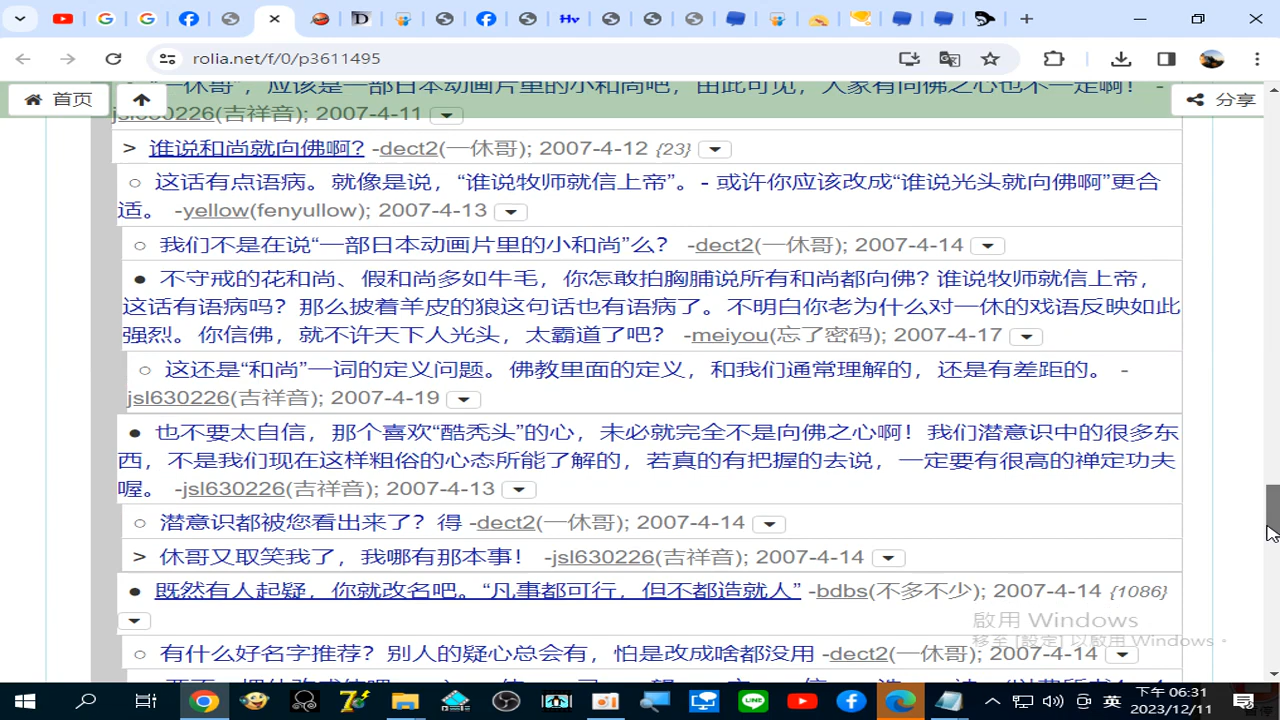 rolia.net/f/0/p3611495
首页
分享
"一休哥"，应该是一部日本动画片里的小和尚吧，由此可见，大家有向佛之心也不一定啊！ -
jsl630226(吉祥音); 2007-4-11
> 谁说和尚就向佛啊? -dect2(一休哥); 2007-4-12 {23}
○ 这话有点语病。就像是说，“谁说牧师就信上帝”。- 或许你应该改成“谁说光头就向佛啊”更合
适。 -yellow(fenyullow); 2007-4-13
○ 我们不是在说“一部日本动画片里的小和尚”么？ -dect2(一休哥); 2007-4-14
● 不守戒的花和尚、假和尚多如牛毛，你怎敢拍胸脯说所有和尚都向佛？谁说牧师就信上帝，
这话有语病吗？那么披着羊皮的狼这句话也有语病了。不明白你老为什么对一休的戏语反映如此
强烈。你信佛，就不许天下人光头，太霸道了吧？ -meiyou(忘了密码); 2007-4-17
○ 这还是“和尚”一词的定义问题。佛教里面的定义，和我们通常理解的，还是有差距的。 -
jsl630226(吉祥音); 2007-4-19
● 也不要太自信，那个喜欢“酷秃头”的心，未必就完全不是向佛之心啊！我们潜意识中的很多东
西，不是我们现在这样粗俗的心态所能了解的，若真的有把握的去说，一定要有很高的禅定功夫
喔。 -jsl630226(吉祥音); 2007-4-13
○ 潜意识都被您看出来了？得 -dect2(一休哥); 2007-4-14
> 休哥又取笑我了，我哪有那本事！ -jsl630226(吉祥音); 2007-4-14
● 既然有人起疑，你就改名吧。“凡事都可行，但不都造就人” -bdbs(不多不少); 2007-4-14 {1086}
○ 有什么好名字推荐？别人的疑心总会有，怕是改成啥都没用 -dect2(一休哥); 2007-4-14
啟用 Windows
移至 [設定] 以啟用 Windows。
英
下午 06:31
2023/12/11